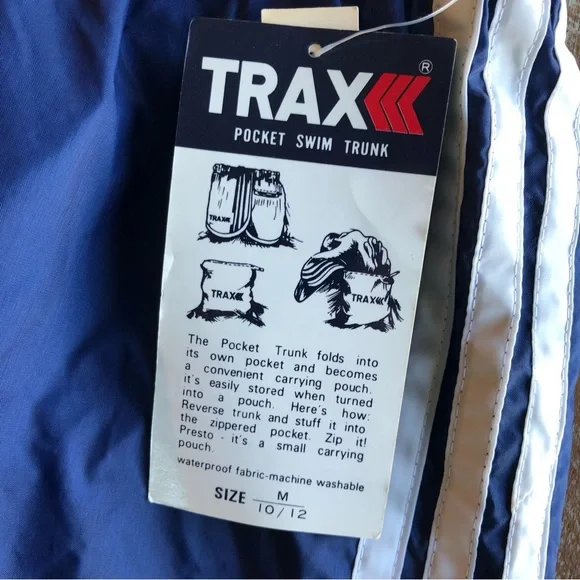 TRAX ®
POCKET SWIM TRUNK
TRAX
TRAX
TRAX
The Pocket Trunk folds into
its own pocket and becomes
a convenient carrying pouch.
it's easily stored when turned
into a pouch. Here's how:
Reverse trunk and stuff it into
the zippered pocket. Zip it!
Presto - it's a small carrying
pouch.
waterproof fabric-machine washable
SIZE M
10/12